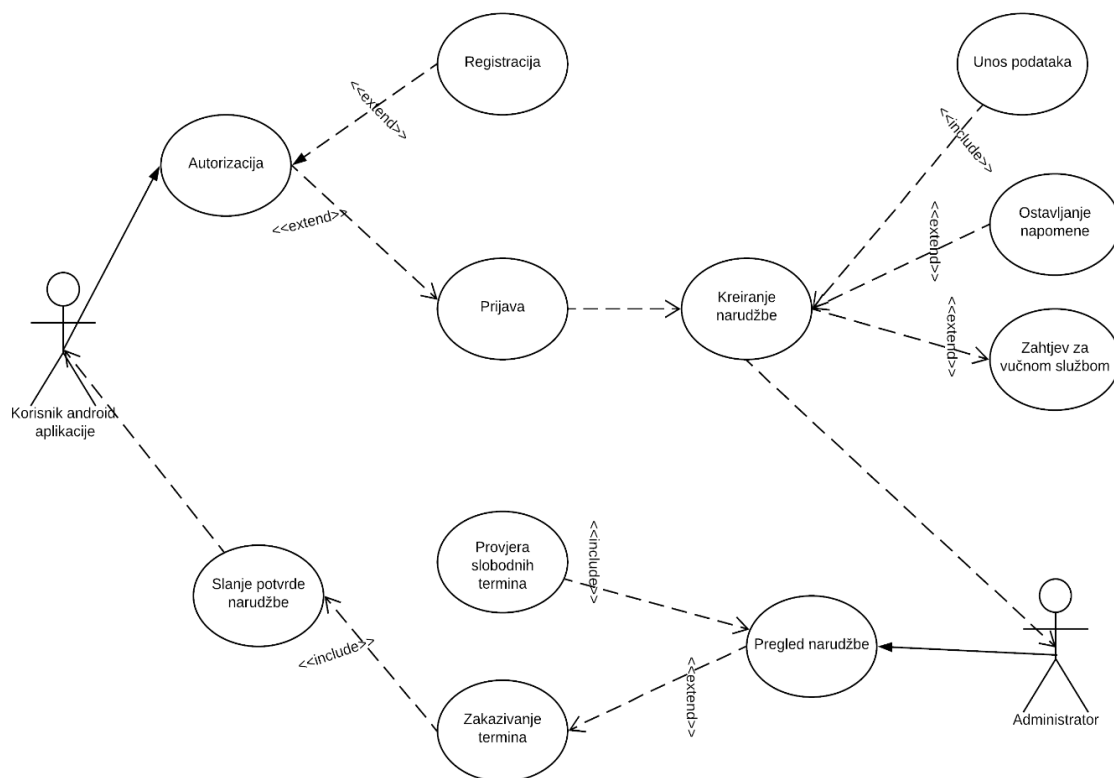 Registracija
Unos podataka
<<extend>>
<<include>>
Autorizacija
<<extend>>
Ostavljanje
napomene
<<extend>>
Prijava
Kreiranje
narudžbe
<<extend>>
Zahtjev za
vučnom službom
Korisnik android
aplikacije
Provjera
slobodnih
termina
<<include>>
Slanje potvrde
narudžbe
<<include>>
Pregled narudžbe
<<extend>>
Zakazivanje
termina
Administrator